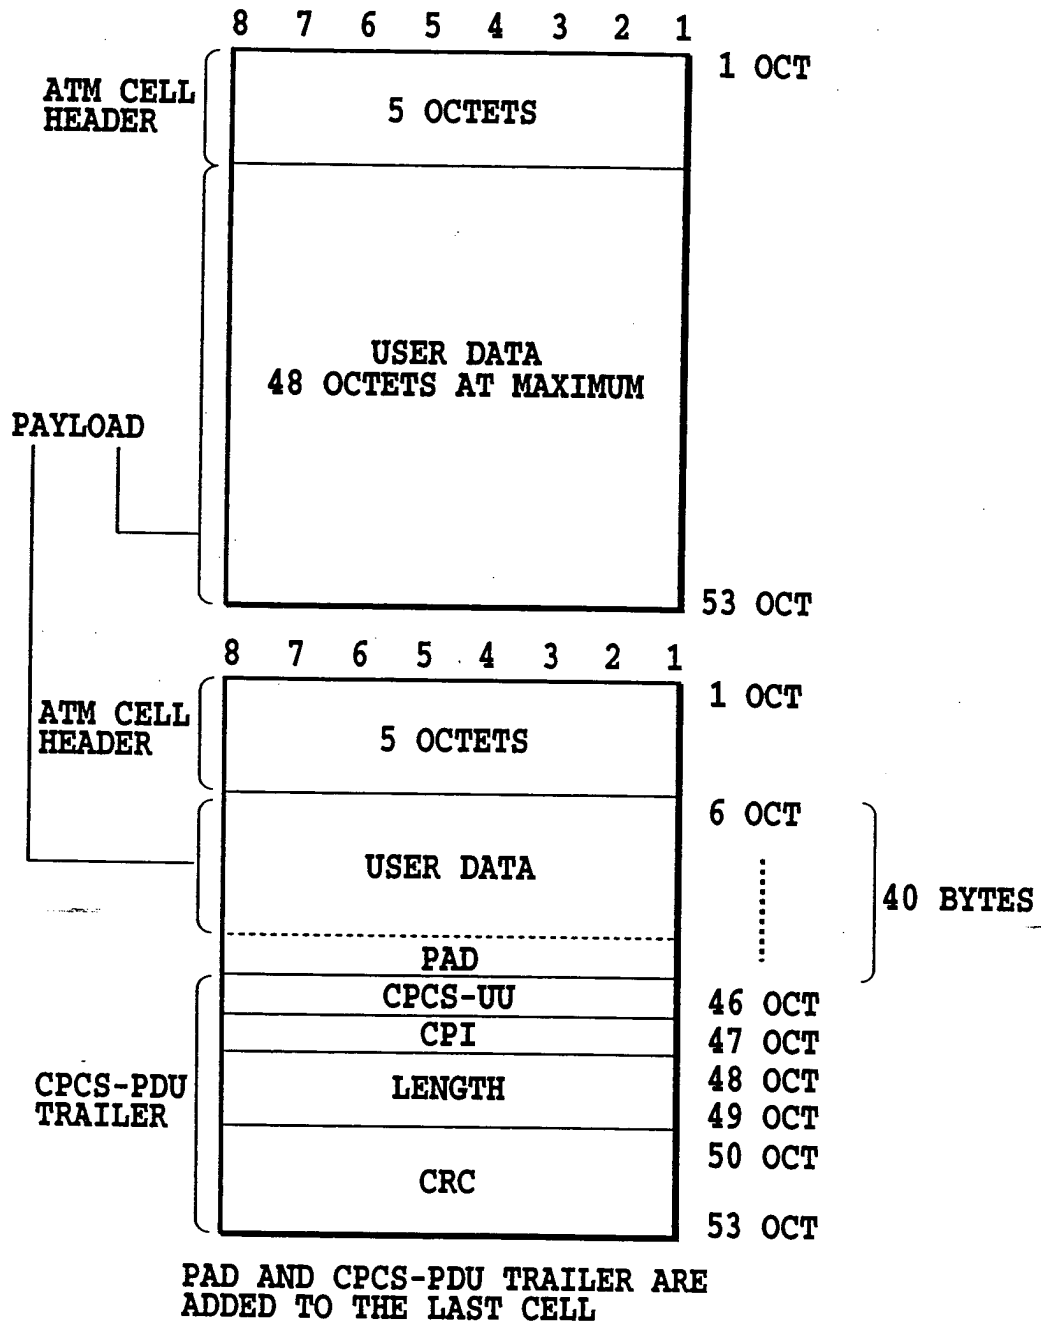 8 7 6 5 4 3 2 1
1 OCT
ATM CELL
HEADER
5 OCTETS
USER DATA
48 OCTETS AT MAXIMUM
PAYLOAD
53 OCT
8 7 6 5 4 3 2 1
1 OCT
ATM CELL
HEADER
5 OCTETS
6 OCT
USER DATA
40 BYTES
PAD
CPCS-UU
46 OCT
CPI
47 OCT
CPCS-PDU
TRAILER
LENGTH
48 OCT
49 OCT
50 OCT
CRC
53 OCT
PAD AND CPCS-PDU TRAILER ARE
ADDED TO THE LAST CELL